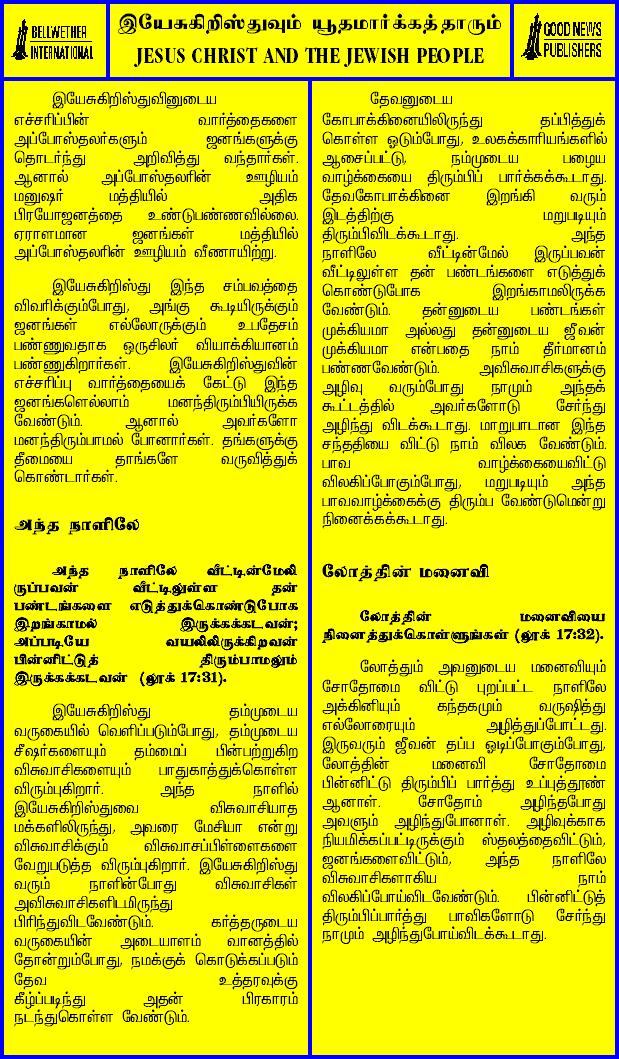 BELLWETHER
INTERNATIONAL
இயேசுகிறிஸ்துவும் யூதமார்க்கத்தாரும்
JESUS CHRIST AND THE JEWISH PEOPLE
GOOD NEWS
PUBLISHERS
இயேசுகிறிஸ்துவினுடைய
எச்சரிப்பின் வார்த்தைகளை
அப்போஸ்தலர்களும் ஜனங்களுக்கு
தொடர்ந்து அறிவித்து வந்தார்கள்.
ஆனால் அப்போஸ்தலரின் ஊழியம்
மனுஷர் மத்தியில் அதிக
பிரயோஜனத்தை உண்டுபண்ணவில்லை.
ஏராளமான ஜனங்கள் மத்தியில்
அப்போஸ்தலரின் ஊழியம் வீணாயிற்று.
இயேசுகிறிஸ்து இந்த சம்பவத்தை
விவரிக்கும்போது, அங்கு கூடியிருக்கும்
ஜனங்கள் எல்லோருக்கும் உபதேசம்
பண்ணுவதாக ஒருசிலர் வியாக்கியானம்
பண்ணுகிறார்கள். இயேசுகிறிஸ்துவின்
எச்சரிப்பு வார்த்தையைக் கேட்டு இந்த
ஜனங்களெல்லாம் மனந்திரும்பியிருக்க
வேண்டும். ஆனால் அவர்களோ
மனந்திரும்பாமல் போனார்கள். தங்களுக்கு
தீமையை தாங்களே வருவித்துக்
கொண்டார்கள்.
அந்த நாளிலே
அந்த நாளிலே வீட்டின்மேலி
ருப்பவன் வீட்டிலுள்ள தன்
பண்டங்களை எடுத்துக்கொண்டுபோக
இறங்காமல் இருக்கக்கடவன்;
அப்படியே வயலிலிருக்கிறவன்
பின்னிட்டுத் திரும்பாமலும்
இருக்கக்கடவன் (லூக் 17:31).
இயேசுகிறிஸ்து தம்முடைய
வருகையில் வெளிப்படும்போது, தம்முடைய
சீஷர்களையும் தம்மைப் பின்பற்றுகிற
விசுவாசிகளையும் பாதுகாத்துக்கொள்ள
விரும்புகிறார். அந்த நாளில்
இயேசுகிறிஸ்துவை விசுவாசியாத
மக்களிலிருந்து, அவரை மேசியா என்று
விசுவாசிக்கும் விசுவாசப்பிள்ளைகளை
வேறுபடுத்த விரும்புகிறார். இயேசுகிறிஸ்து
வரும் நாளின்போது விசுவாசிகள்
அவிசுவாசிகளிடமிருந்து
பிரிந்துவிடவேண்டும். கர்த்தருடைய
வருகையின் அடையாளம் வானத்தில்
தோன்றும்போது, நமக்குக் கொடுக்கப்படும்
தேவ உத்தரவுக்கு
கீழ்ப்படிந்து அதன் பிரகாரம்
நடந்துகொள்ள வேண்டும்.
தேவனுடைய
கோபாக்கினையிலிருந்து தப்பித்துக்
கொள்ள ஓடும்போது, உலகக்காரியங்களில்
ஆசைப்பட்டு, நம்முடைய பழைய
வாழ்க்கையை திரும்பிப் பார்க்கக்கூடாது.
தேவகோபாக்கினை இறங்கி வரும்
இடத்திற்கு மறுபடியும்
திரும்பிவிடக்கூடாது. அந்த
நாளிலே வீட்டின்மேல் இருப்பவன்
வீட்டிலுள்ள தன் பண்டங்களை எடுத்துக்
கொண்டுபோக இறங்காமலிருக்க
வேண்டும். தன்னுடைய பண்டங்கள்
முக்கியமா அல்லது தன்னுடைய ஜீவன்
முக்கியமா என்பதை நாம் தீர்மானம்
பண்ணவேண்டும். அவிசுவாசிகளுக்கு
அழிவு வரும்போது நாமும் அந்தக்
கூட்டத்தில் அவர்களோடு சேர்ந்து
அழிந்து விடக்கூடாது. மாறுபாடான இந்த
சந்ததியை விட்டு நாம் விலக வேண்டும்.
பாவ வாழ்க்கையைவிட்டு
விலகிப்போகும்போது, மறுபடியும் அந்த
பாவவாழ்க்கைக்கு திரும்ப வேண்டுமென்று
நினைக்கக்கூடாது.
லோத்தின் மனைவி
லோத்தின் மனைவியை
நினைத்துக்கொள்ளுங்கள் (லூக் 17:32).
லோத்தும் அவனுடைய மனைவியும்
சோதோமை விட்டு புறப்பட்ட நாளிலே
அக்கினியும் கந்தகமும் வருஷித்து
எல்லோரையும் அழித்துப்போட்டது.
இருவரும் ஜீவன் தப்ப ஓடிப்போகும்போது,
லோத்தின் மனைவி சோதோமை
பின்னிட்டு திரும்பிப் பார்த்து உப்புத்தூண்
ஆனாள். சோதோம் அழிந்தபோது
அவளும் அழிந்துபோனாள். அழிவுக்காக
நியமிக்கப்பட்டிருக்கும் ஸ்தலத்தைவிட்டும்,
ஜனங்களைவிட்டும், அந்த நாளிலே
விசுவாசிகளாகிய நாம்
விலகிப்போய்விடவேண்டும். பின்னிட்டுத்
திரும்பிப்பார்த்து பாவிகளோடு சேர்ந்து
நாமும் அழிந்துபோய்விடக்கூடாது.